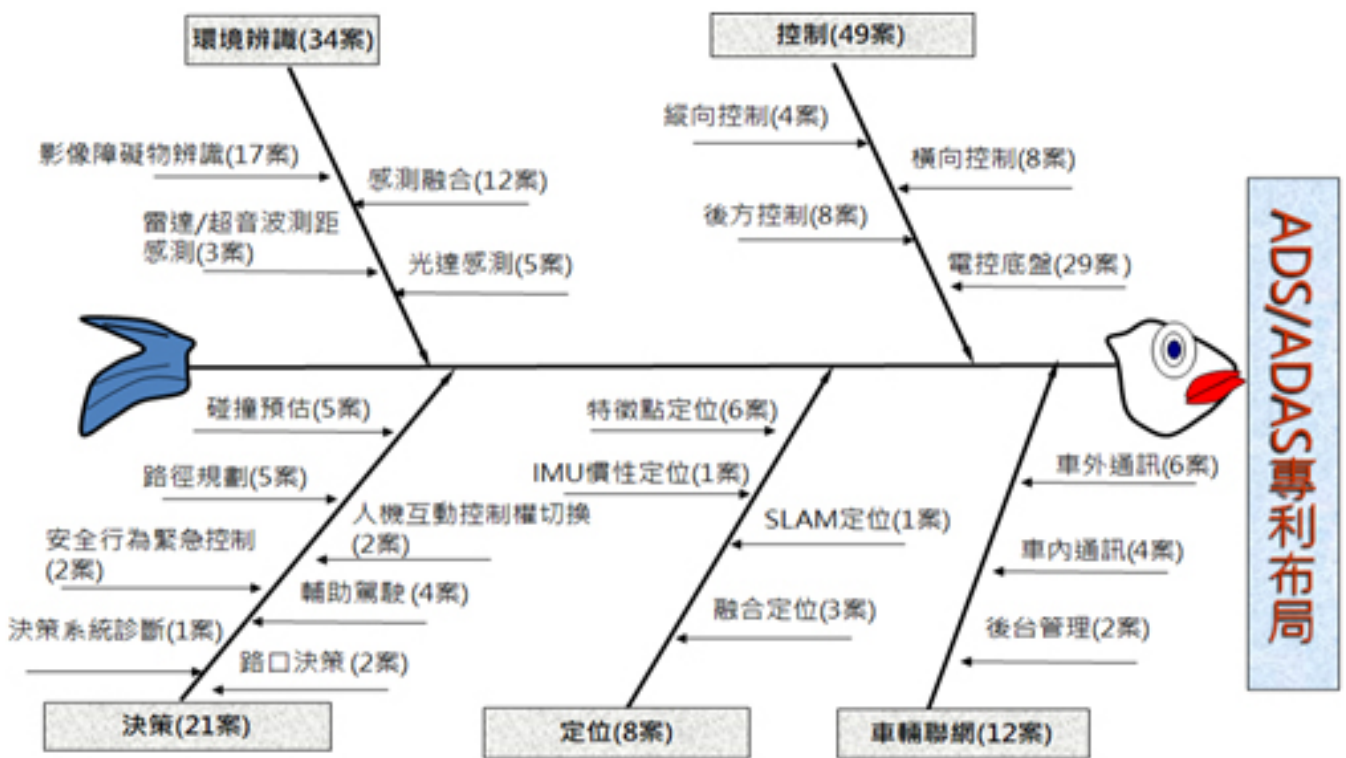 環境辨識(34案)
控制(49案)
縱向控制(4案)
影像障礙物辨識(17案)
橫向控制(8案)
感測融合(12案)
雷達/超音波測距
感測(3案)
後方控制(8案)
光達感測(5案)
電控底盤(29案)
ADS/ADAS專利布局
碰撞預估(5案)
特徵點定位(6案)
路徑規劃(5案)
IMU慣性定位(1案)
車外通訊(6案)
人機互動控制權切換
(2案)
SLAM定位(1案)
安全行為緊急控制
(2案)
車內通訊(4案)
輔助駕駛(4案)
融合定位(3案)
決策系統診斷(1案)
後台管理(2案)
路口決策(2案)
決策(21案)
定位(8案)
車輛聯網(12案)